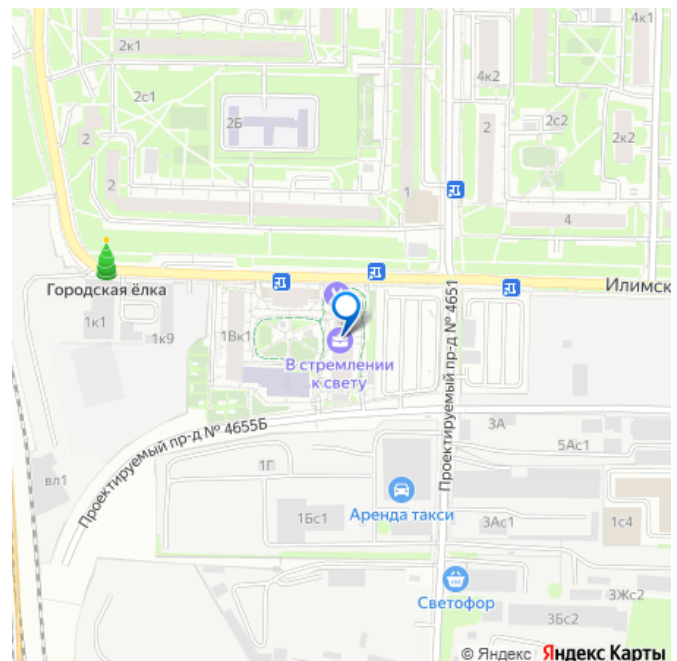 4к1
2к1
4к2
2с1
2Б
2
2с2
2к2
2
2
1
4
Илимск
Городская ёлка
1к1
1к9
1Вк1
В стремлении
к свету
Проектируемый пр-д № 4651
Проектируемый пр-д № 4655Б
3А
5Ас1
1Г
вл1
Аренда такси
1Бс1
3Ас1
1с4
Светофор
3Жс2
3Бс2
© Яндекс Яндекс Карты